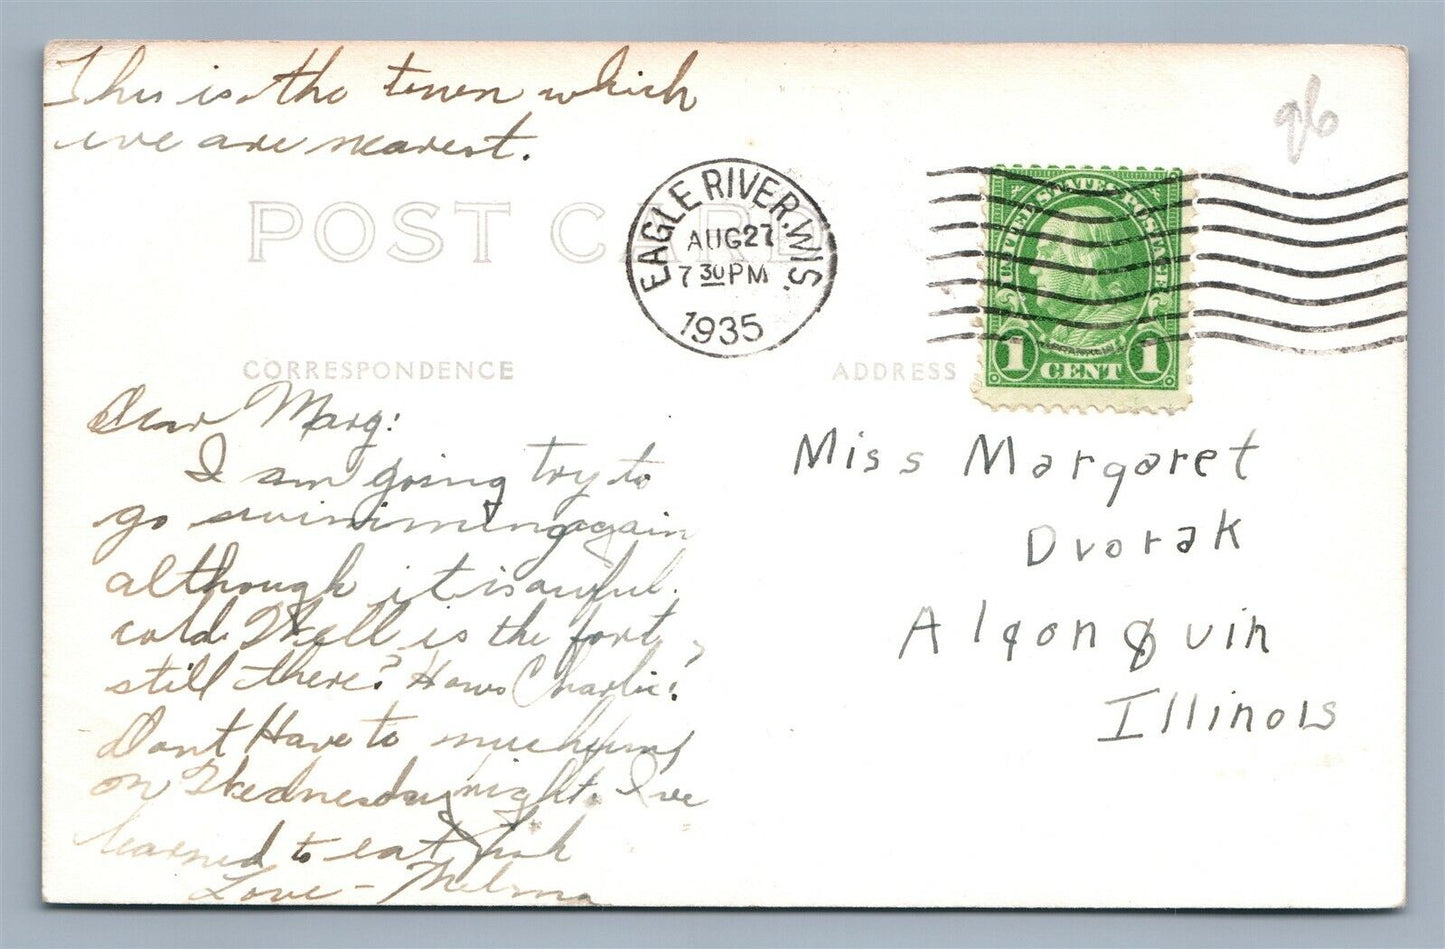 This is the town which
we are nearest.
96
POST CARD
EAGLE RIVER, WIS.
AUG 27
7 30 PM
1935
UNITED STATES POSTAGE
FRANKLIN
1 CENT 1
CORRESPONDENCE
ADDRESS
Dear Marg:
I am going try to
go swimming again
although it is awful
cold. Well is the fort
still there? Hows Charlie?
Dont Have to much fun
on Wednesday night. I've
learned to eat fish
Love - Thelma
Miss Margaret
Dvorak
Algonquin
Illinois